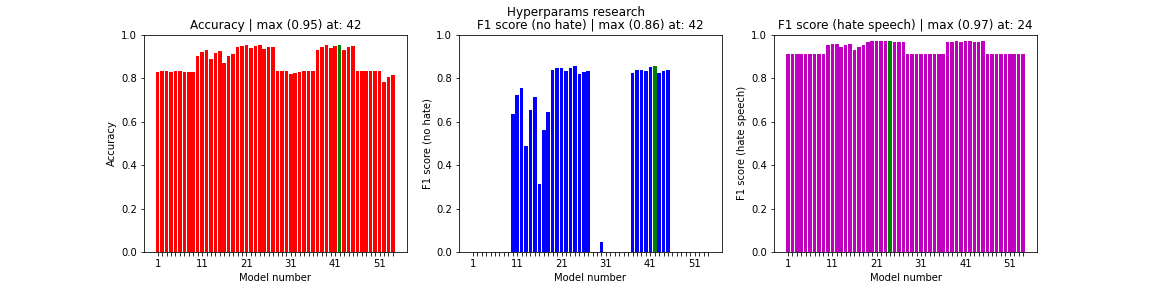 Hyperparams research
Accuracy | max (0.95) at: 42
F1 score (no hate) | max (0.86) at: 42
F1 score (hate speech) | max (0.97) at: 24
Accuracy
1.0
0.8
0.6
0.4
0.2
0.0
1 11 21 31 41 51
Model number
F1 score (no hate)
1.0
0.8
0.6
0.4
0.2
0.0
1 11 21 31 41 51
Model number
F1 score (hate speech)
1.0
0.8
0.6
0.4
0.2
0.0
1 11 21 31 41 51
Model number